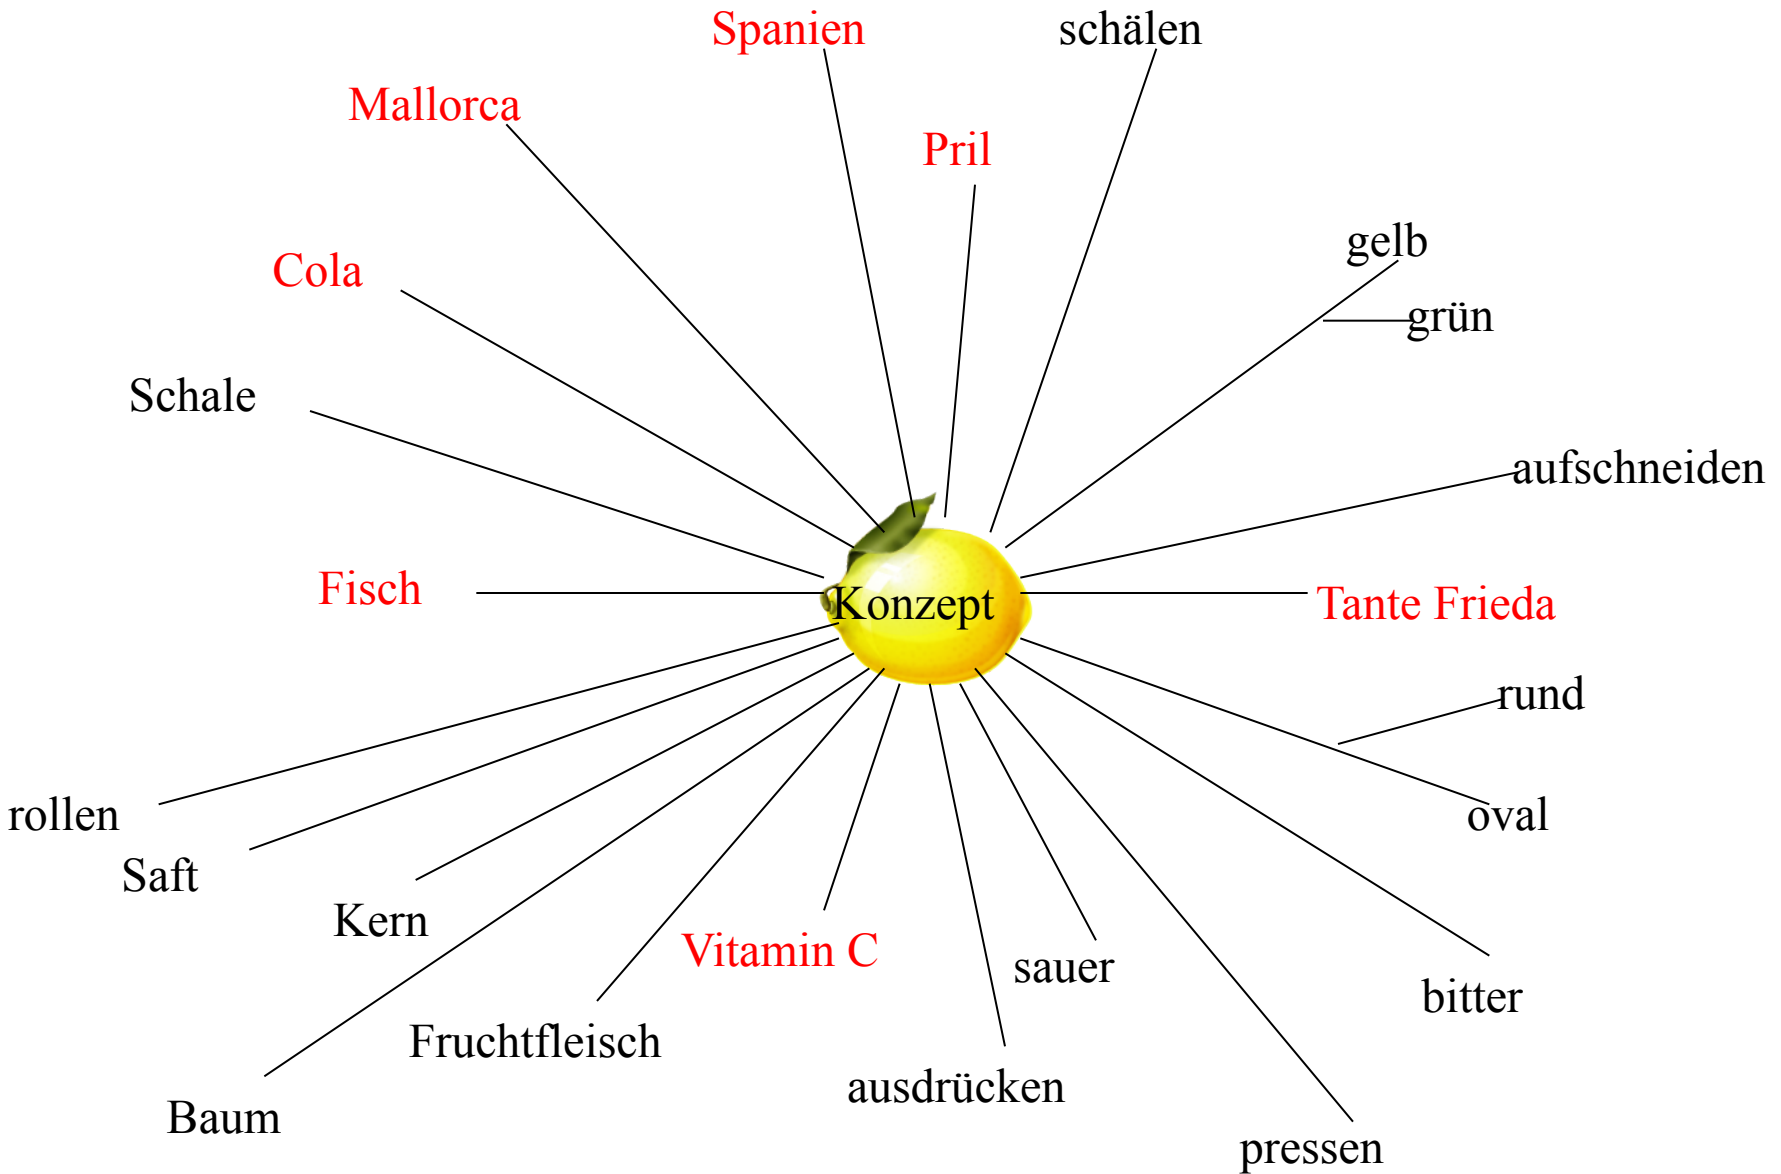 Spanien
schälen
Mallorca
Pril
gelb
Cola
grün
Schale
aufschneiden
Fisch
Konzept
Tante Frieda
rund
rollen
oval
Saft
Kern
Vitamin C
sauer
bitter
Fruchtfleisch
ausdrücken
Baum
pressen